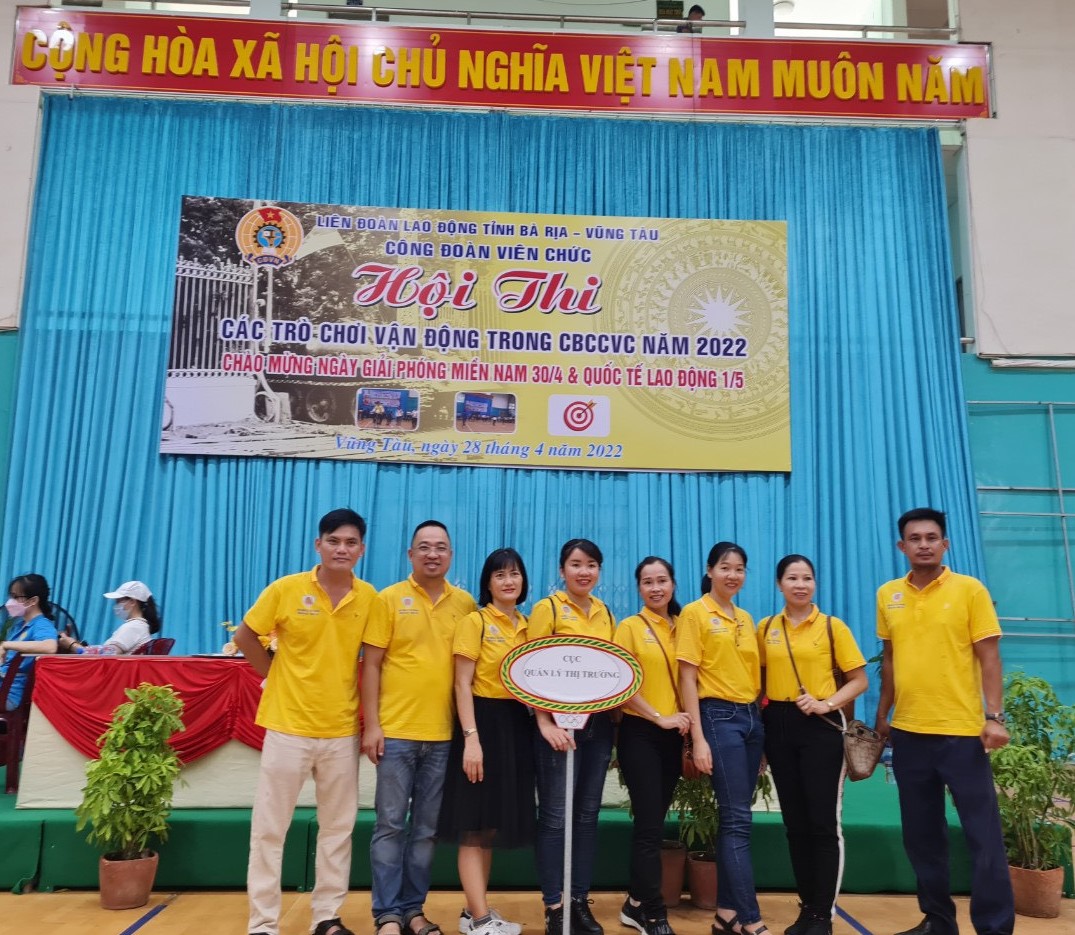 CỘNG HÒA XÃ HỘI CHỦ NGHĨA VIỆT NAM MUÔN NĂM
LIÊN ĐOÀN LAO ĐỘNG TỈNH BÀ RỊA - VŨNG TÀU
CÔNG ĐOÀN VIÊN CHỨC
Hội Thi
CÁC TRÒ CHƠI VẬN ĐỘNG TRONG CBCCVC NĂM 2022
CHÀO MỪNG NGÀY GIẢI PHÓNG MIỀN NAM 30/4 & QUỐC TẾ LAO ĐỘNG 1/5
Vũng Tàu, ngày 28 tháng 4 năm 2022
CỤC
QUẢN LÝ THỊ TRƯỜNG